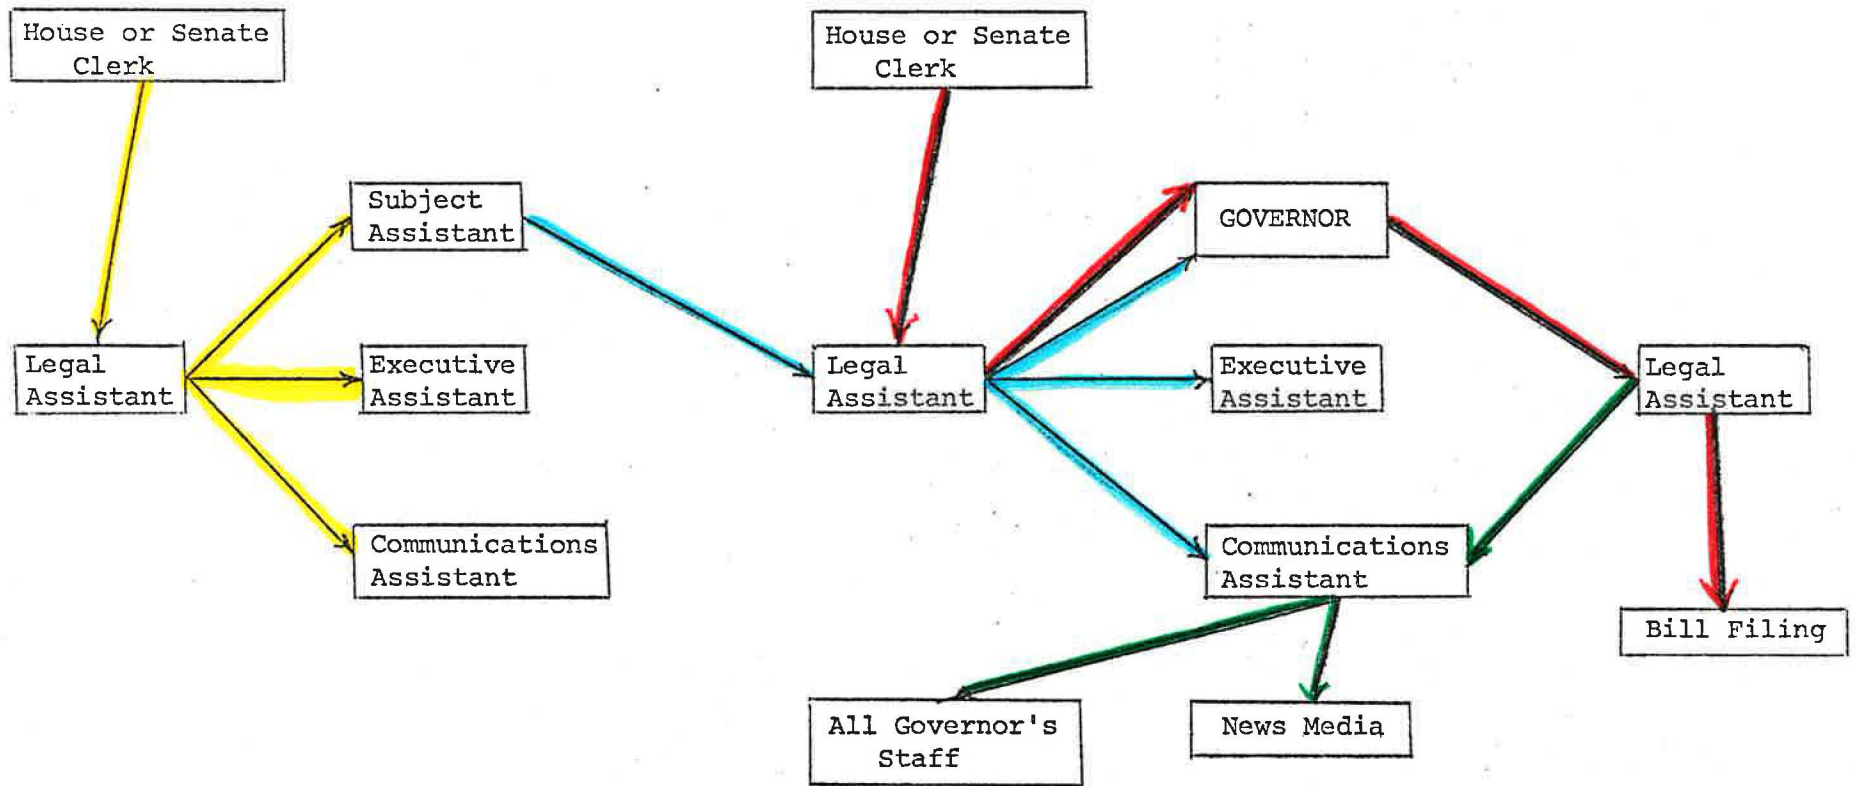 House or Senate
Clerk
House or Senate
Clerk
Subject
Assistant
GOVERNOR
Legal
Assistant
Executive
Assistant
Legal
Assistant
Executive
Assistant
Legal
Assistant
Communications
Assistant
Communications
Assistant
Bill Filing
All Governor's
Staff
News Media